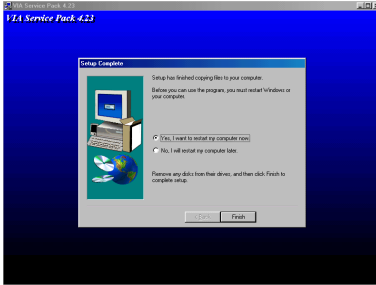 VIA Service Pack 4.23
VIA Service Pack 4.23
Setup Complete
Setup has finished copying files to your computer.
Before you can use the program, you must restart Windows or
your computer.
Yes, I want to restart my computer now.
No, I will restart my computer later.
Remove any disks from their drives, and then click Finish to
complete setup.
< Back
Finish